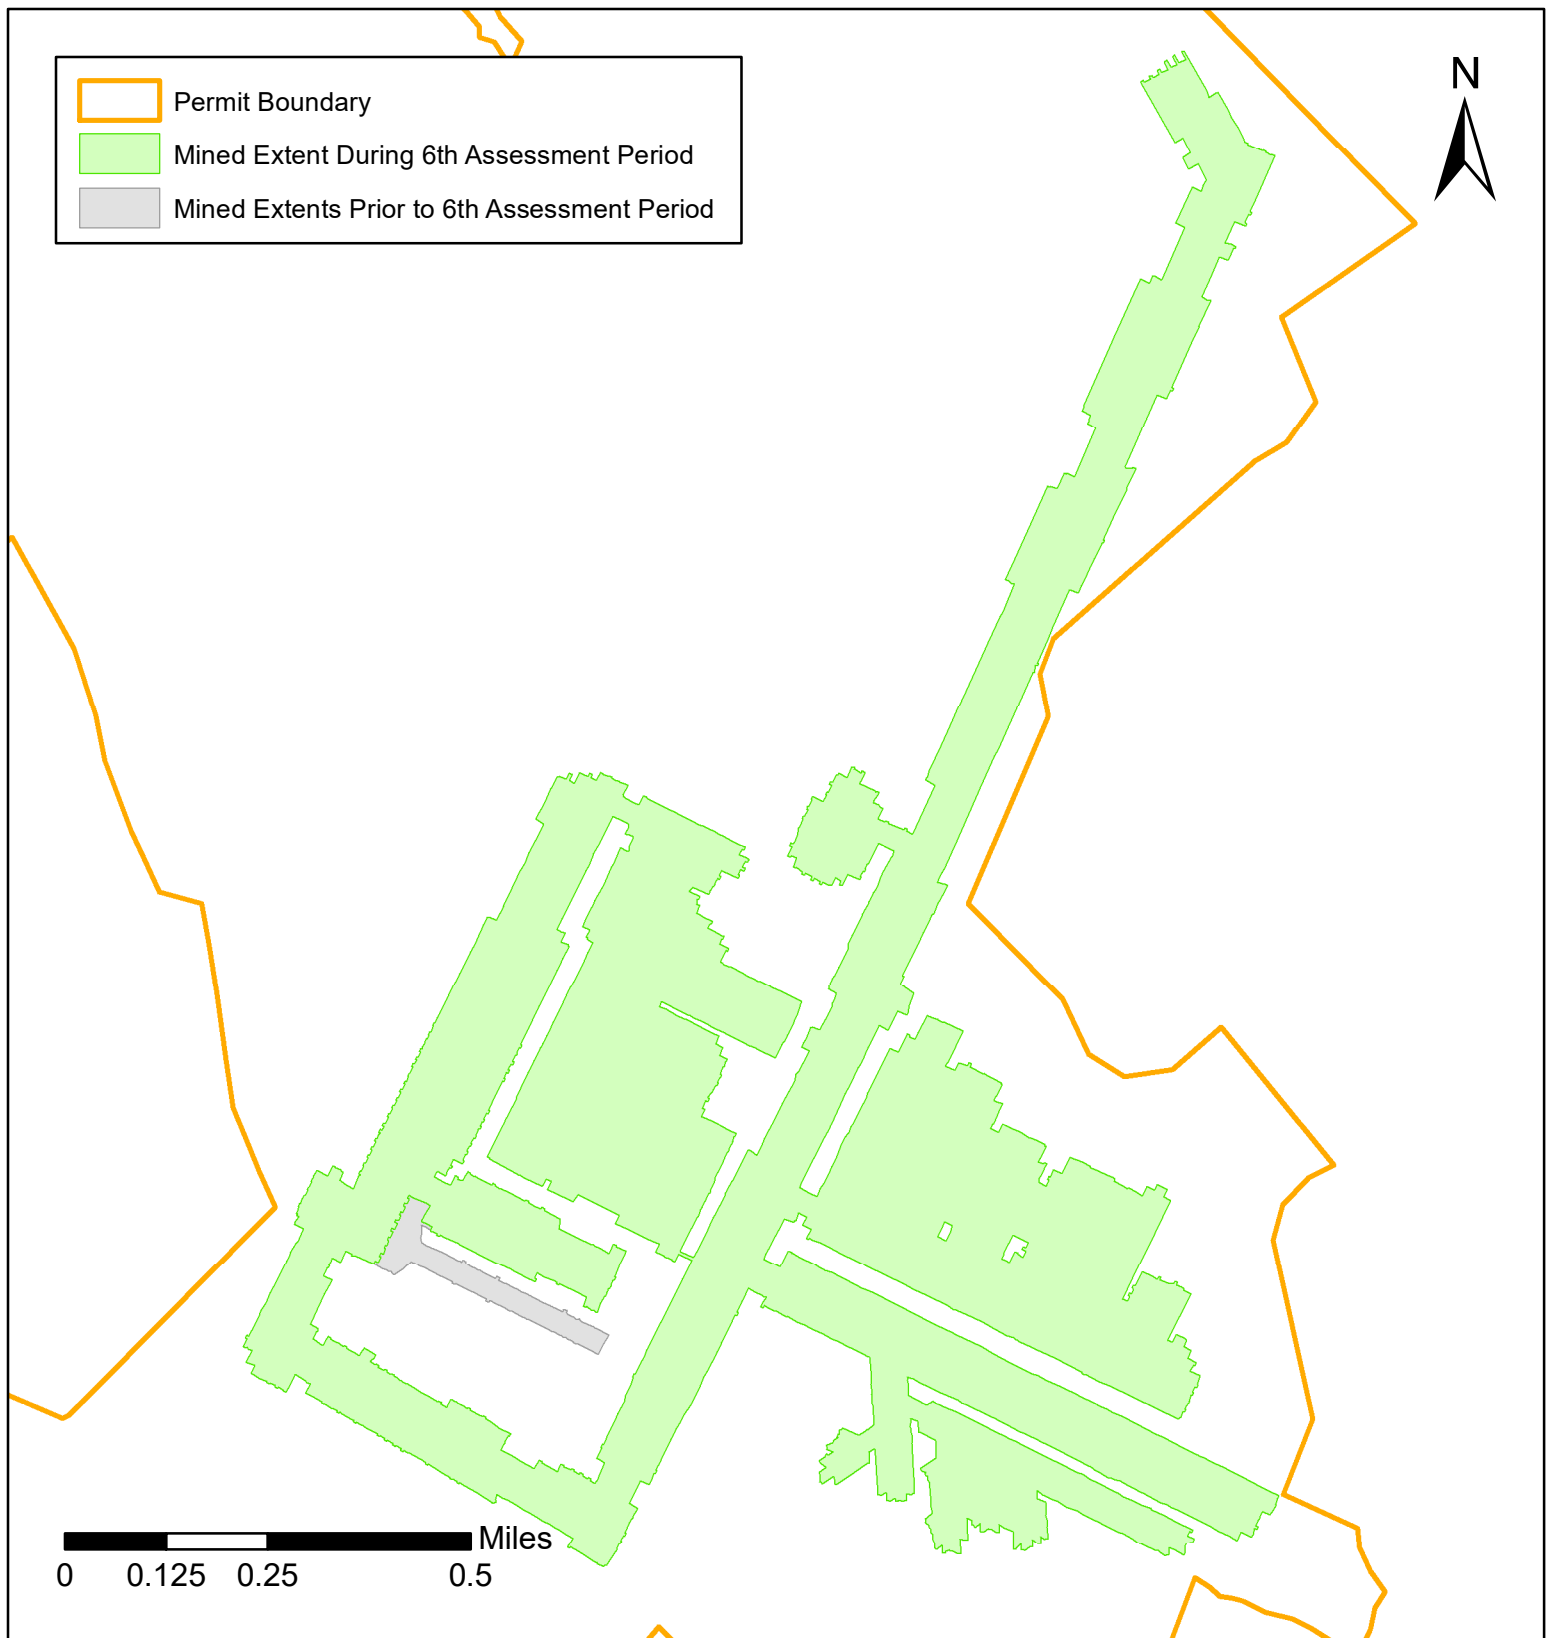 N
Permit Boundary
Mined Extent During 6th Assessment Period
Mined Extents Prior to 6th Assessment Period
Miles
0 0.125 0.25 0.5